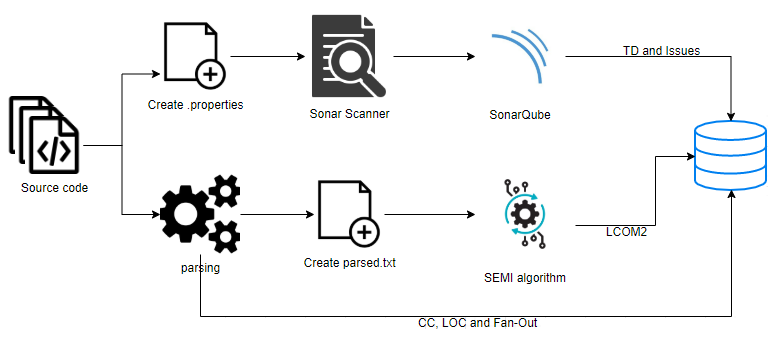 TD and Issues
Create .properties
Sonar Scanner
SonarQube
Source code
parsing
Create parsed.txt
SEMI algorithm
LCOM2
CC, LOC and Fan-Out